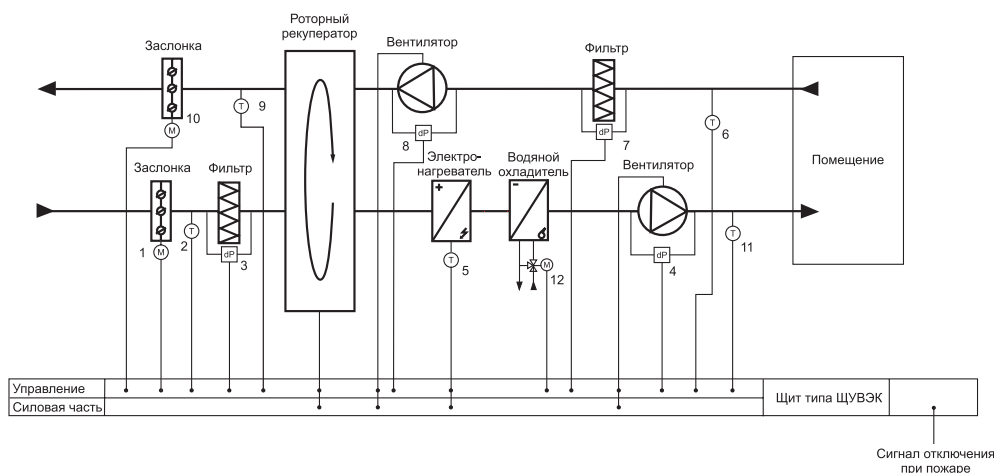 Роторный
рекуператор
Заслонка
Вентилятор
Фильтр
T
9
10
M
dP
8
dP
7
T
6
Помещение
Заслонка
Фильтр
Электро-
нагреватель
Водяной
охладитель
Вентилятор
+
-
1
M
2
T
dP
3
T
5
M
12
dP
4
T
11
Управление
Силовая часть
Щит типа ЩУВЭК
Сигнал отключения
при пожаре